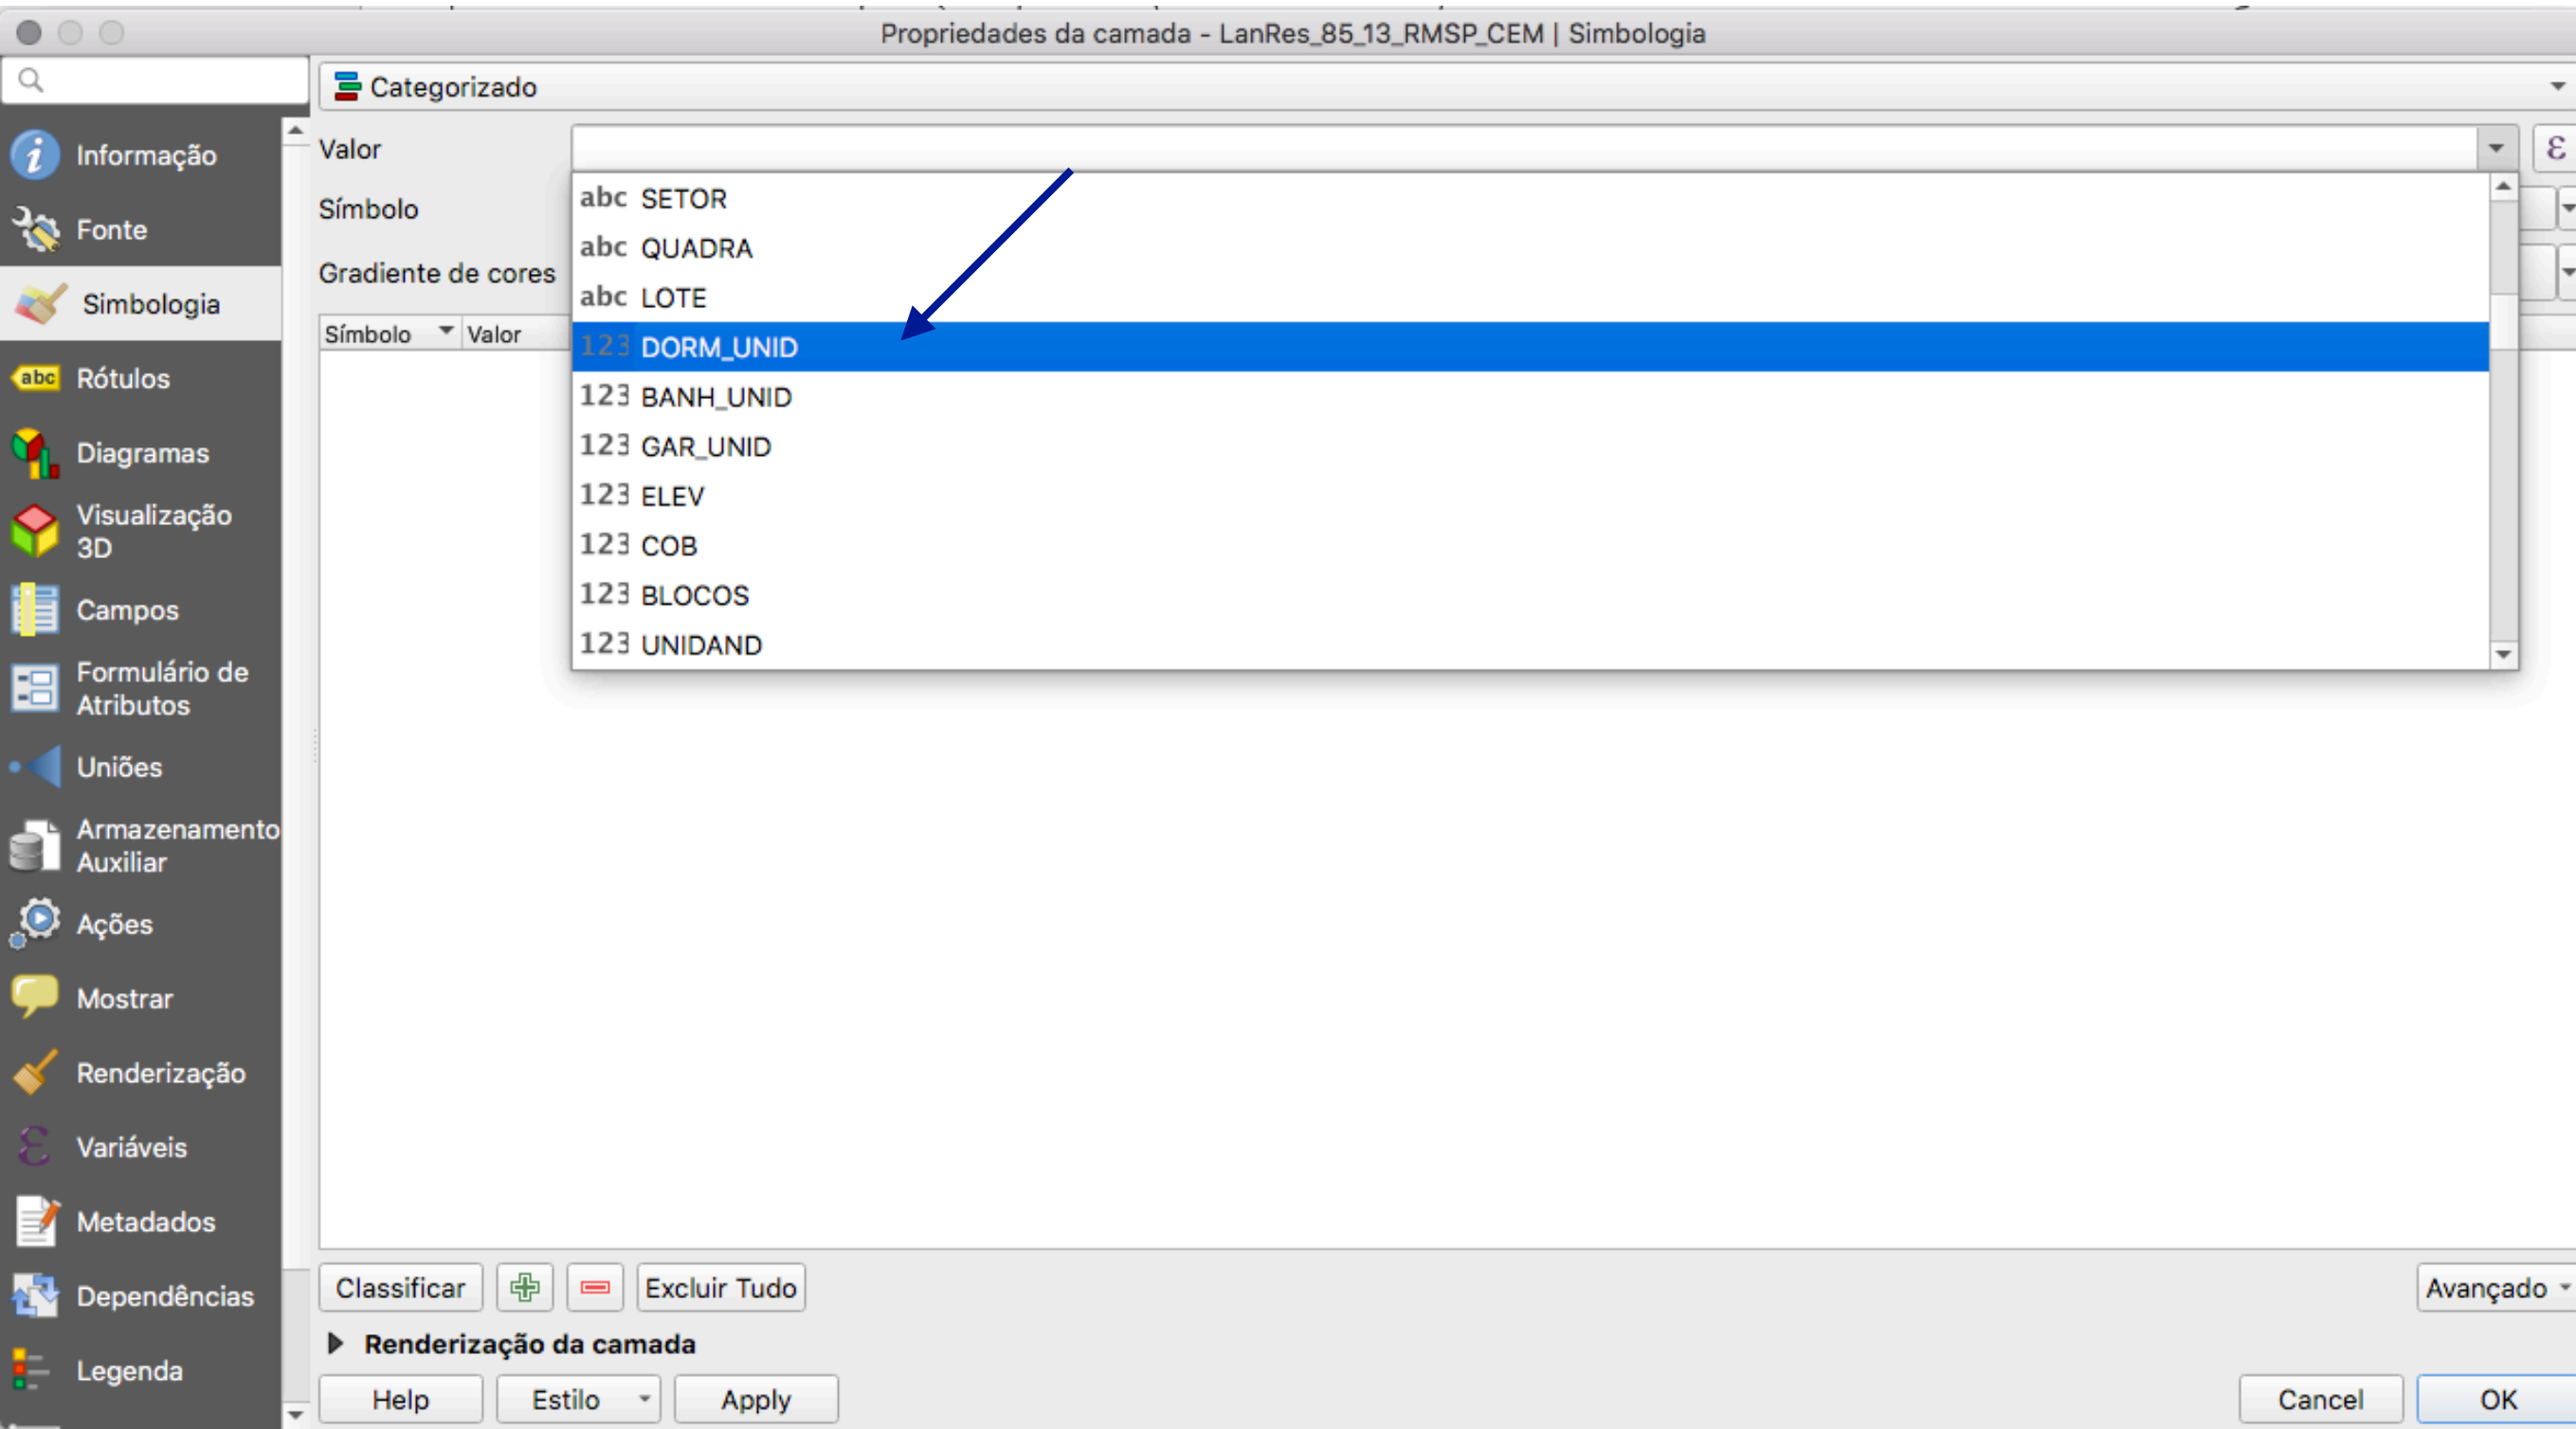 Propriedades da camada - LanRes_85_13_RMSP_CEM | Simbologia
Categorizado
Informação
Fonte
Simbologia
abc Rótulos
Diagramas
Visualização
3D
Campos
Formulário de
Atributos
Uniões
Armazenamento
Auxiliar
Ações
Mostrar
Renderização
Variáveis
Metadados
Dependências
Legenda
Valor
ε
Símbolo
Gradiente de cores
Símbolo Valor
abc SETOR
abc QUADRA
abc LOTE
123 DORM_UNID
123 BANH_UNID
123 GAR_UNID
123 ELEV
123 COB
123 BLOCOS
123 UNIDAND
Classificar Excluir Tudo Avançado
Renderização da camada
Help Estilo Apply Cancel OK